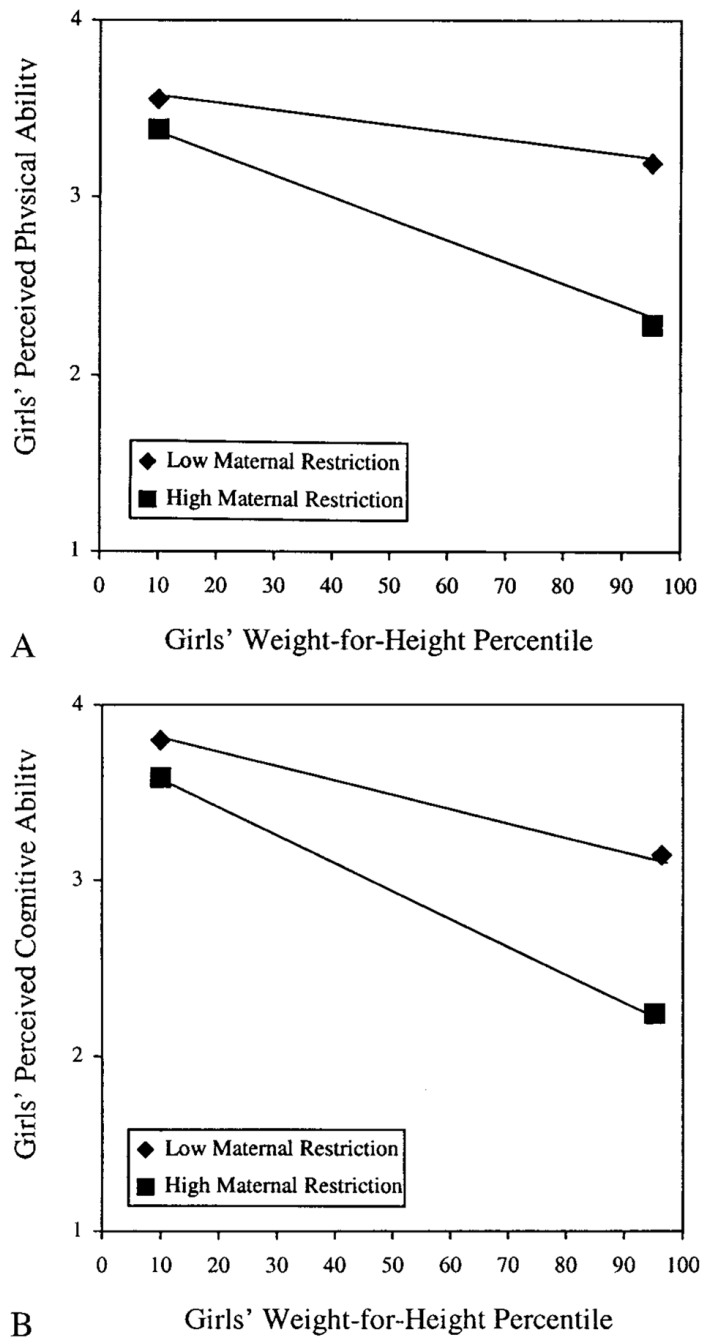 4
3
2
1
Girls' Perceived Physical Ability
Low Maternal Restriction
High Maternal Restriction
0 10 20 30 40 50 60 70 80 90 100
Girls' Weight-for-Height Percentile
A
4
3
2
1
Girls' Perceived Cognitive Ability
Low Maternal Restriction
High Maternal Restriction
0 10 20 30 40 50 60 70 80 90 100
Girls' Weight-for-Height Percentile
B